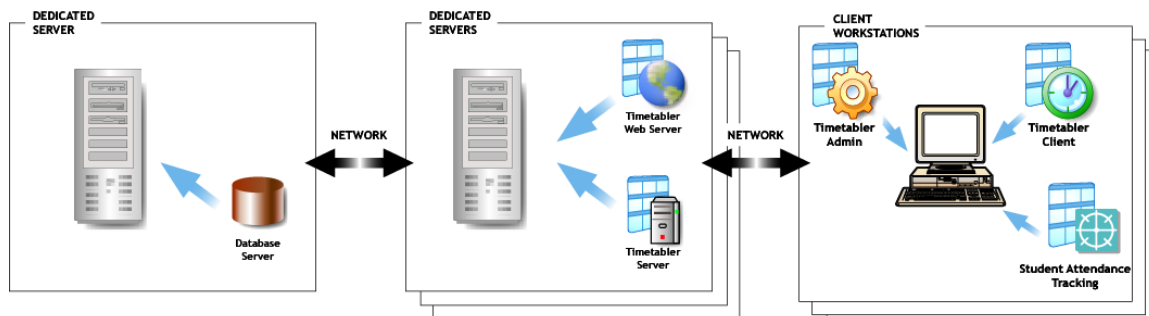 DEDICATED
SERVER
Database
Server
NETWORK
DEDICATED
SERVERS
Timetabler
Web Server
Timetabler
Server
NETWORK
CLIENT
WORKSTATIONS
Timetabler
Admin
Timetabler
Client
Student Attendance
Tracking